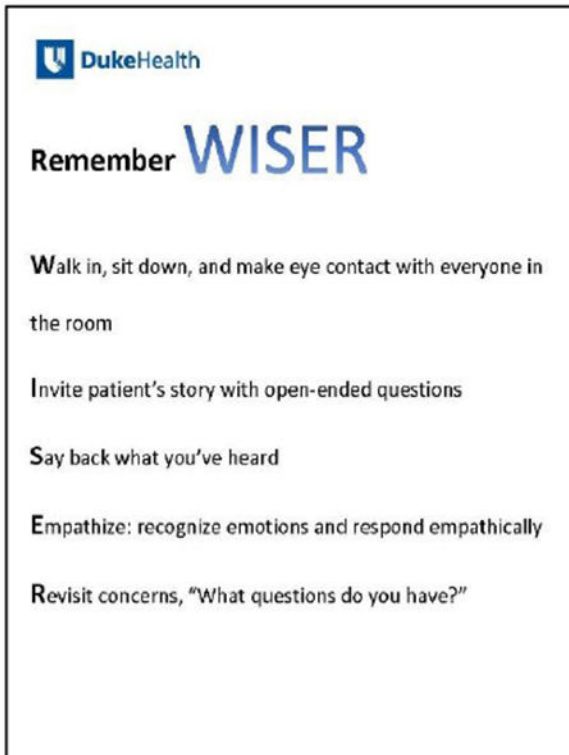 DukeHealth
Remember WISER
Walk in, sit down, and make eye contact with everyone in
the room
Invite patient’s story with open-ended questions
Say back what you’ve heard
Empathize: recognize emotions and respond empathically
Revisit concerns, “What questions do you have?”